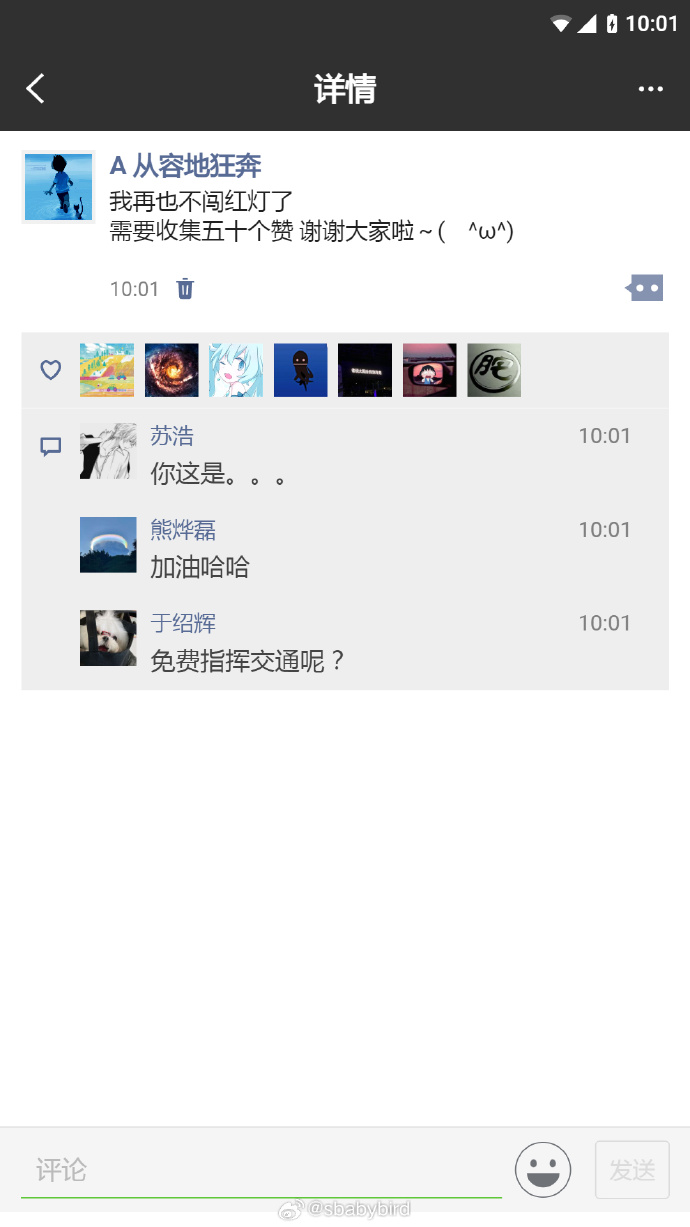 10:01
详情
A 从容地狂奔
我再也不闯红灯了
需要收集五十个赞 谢谢大家啦～( ^ω^)
10:01
苏浩 10:01
你这是。。。
熊烨磊 10:01
加油哈哈
于绍辉 10:01
免费指挥交通呢？
评论 发送
@sbabybird